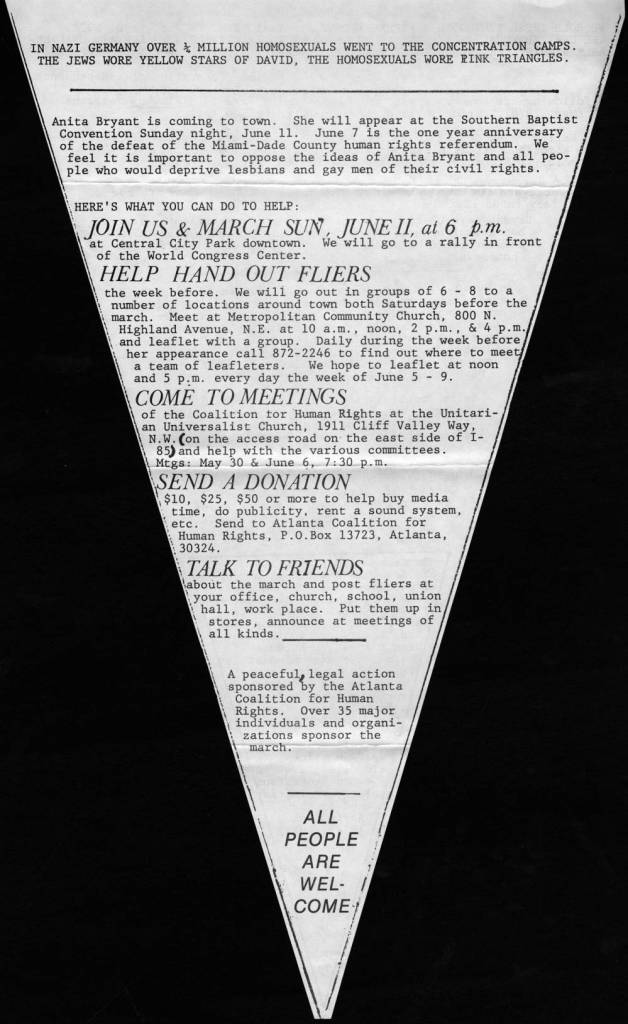 IN NAZI GERMANY OVER ¼ MILLION HOMOSEXUALS WENT TO THE CONCENTRATION CAMPS.
THE JEWS WORE YELLOW STARS OF DAVID, THE HOMOSEXUALS WORE PINK TRIANGLES.
Anita Bryant is coming to town. She will appear at the Southern Baptist
Convention Sunday night, June 11. June 7 is the one year anniversary
of the defeat of the Miami-Dade County human rights referendum. We
feel it is important to oppose the ideas of Anita Bryant and all peo-
ple who would deprive lesbians and gay men of their civil rights.
HERE'S WHAT YOU CAN DO TO HELP:
JOIN US & MARCH SUN, JUNE 11, at 6 p.m.
at Central City Park downtown. We will go to a rally in front
of the World Congress Center.
HELP HAND OUT FLIERS
the week before. We will go out in groups of 6 - 8 to a
number of locations around town both Saturdays before the
march. Meet at Metropolitan Community Church, 800 N.
Highland Avenue, N.E. at 10 a.m., noon, 2 p.m., & 4 p.m.
and leaflet with a group. Daily during the week before
her appearance call 872-2246 to find out where to meet
a team of leafleters. We hope to leaflet at noon
and 5 p.m. every day the week of June 5 - 9.
COME TO MEETINGS
of the Coalition for Human Rights at the Unitari-
an Universalist Church, 1911 Cliff Valley Way,
N.W. (on the access road on the east side of I-
85) and help with the various committees.
Mtgs: May 30 & June 6, 7:30 p.m.
SEND A DONATION
$10, $25, $50 or more to help buy media
time, do publicity, rent a sound system,
etc. Send to Atlanta Coalition for
Human Rights, P.O.Box 13723, Atlanta,
30324.
TALK TO FRIENDS
about the march and post fliers at
your office, church, school, union
hall, work place. Put them up in
stores, announce at meetings of
all kinds.
A peaceful, legal action
sponsored by the Atlanta
Coalition for Human
Rights. Over 35 major
individuals and organi-
zations sponsor the
march.
ALL
PEOPLE
ARE
WEL-
COME